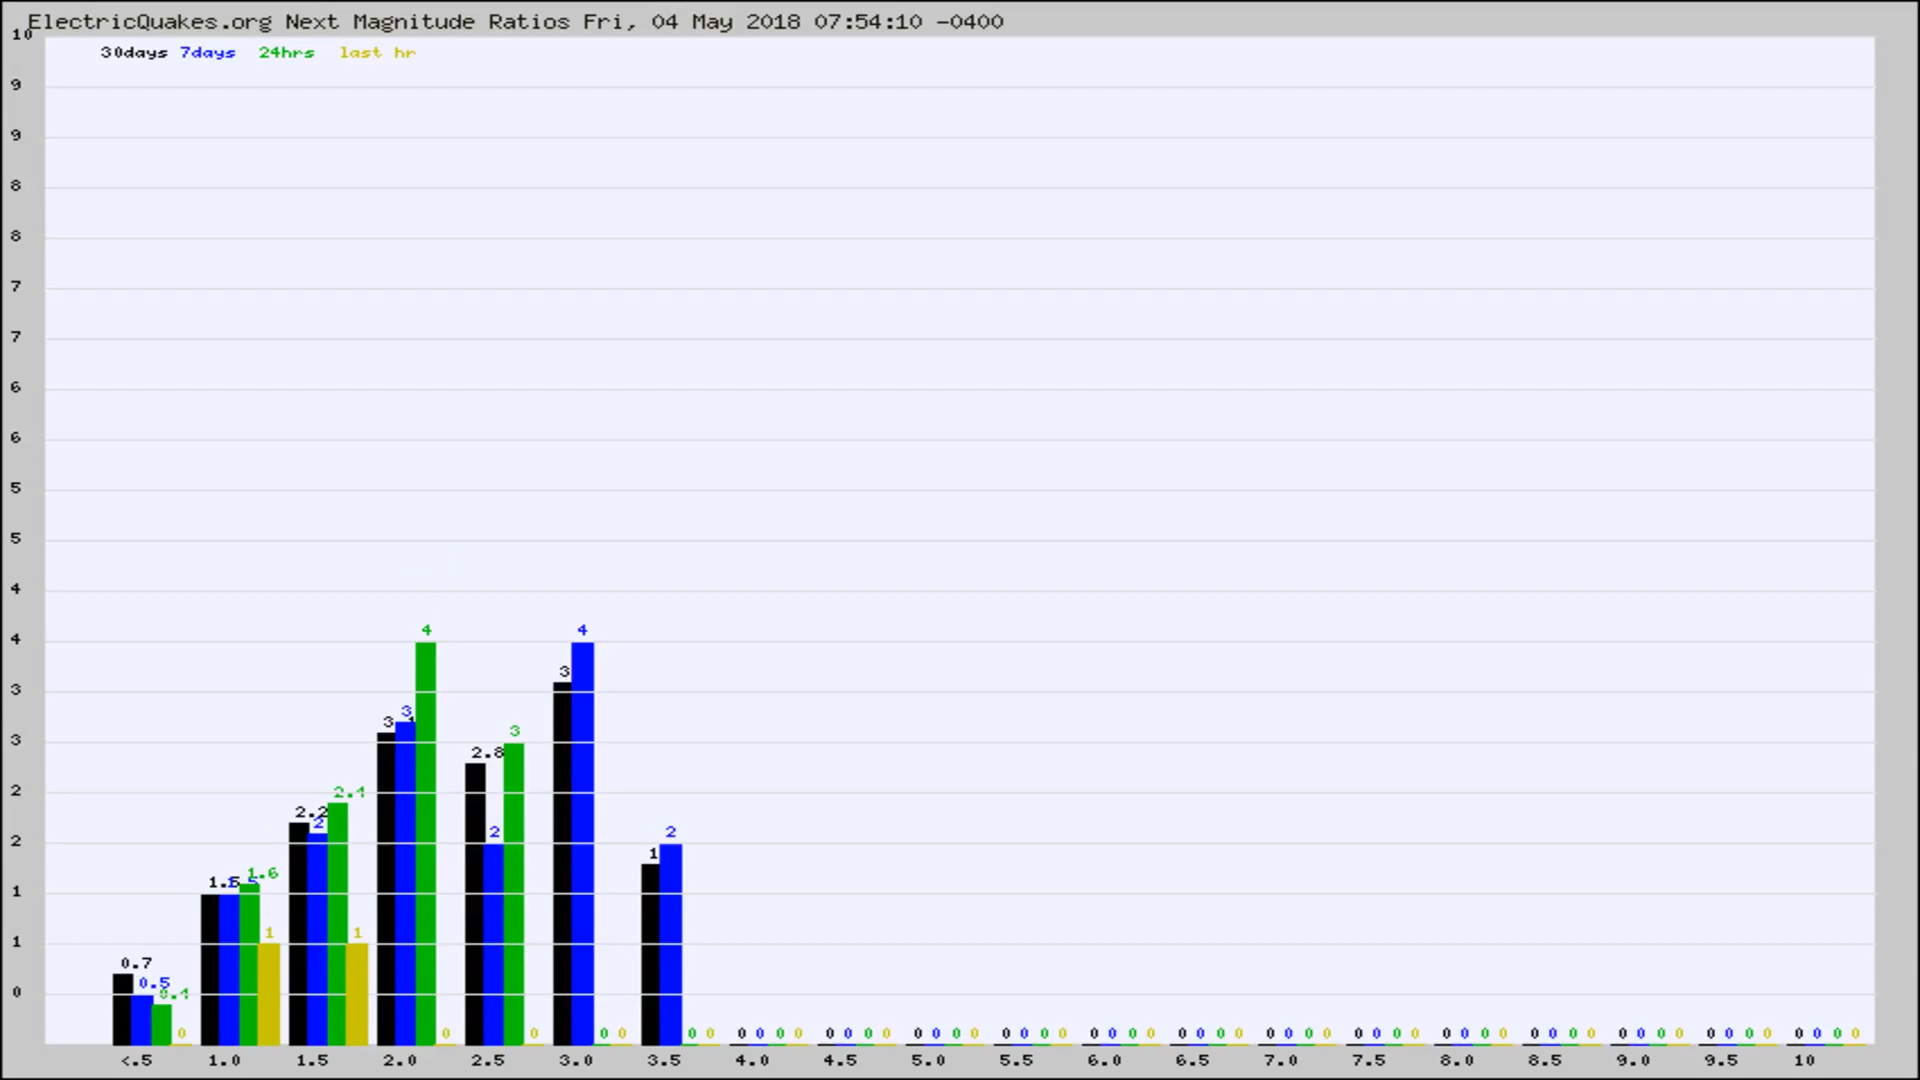 ElectricQuakes.org Next Magnitude Ratios Fri, 04 May 2018 07:54:10 -0400
30days 7days 24hrs last hr
10
9
9
8
8
7
7
6
6
5
5
4
4
3
3
2
2
1
1
0
0.7 0.5 0.4 0
1.5 1.6 1
2.2 2 2.4 1
3 3 4 0
2.8 2 3 0
3 4 0 0
1 2 0 0
0 0 0 0
0 0 0 0
0 0 0 0
0 0 0 0
0 0 0 0
0 0 0 0
0 0 0 0
0 0 0 0
0 0 0 0
0 0 0 0
0 0 0 0
0 0 0 0
0 0 0 0
<.5 1.0 1.5 2.0 2.5 3.0 3.5 4.0 4.5 5.0 5.5 6.0 6.5 7.0 7.5 8.0 8.5 9.0 9.5 10